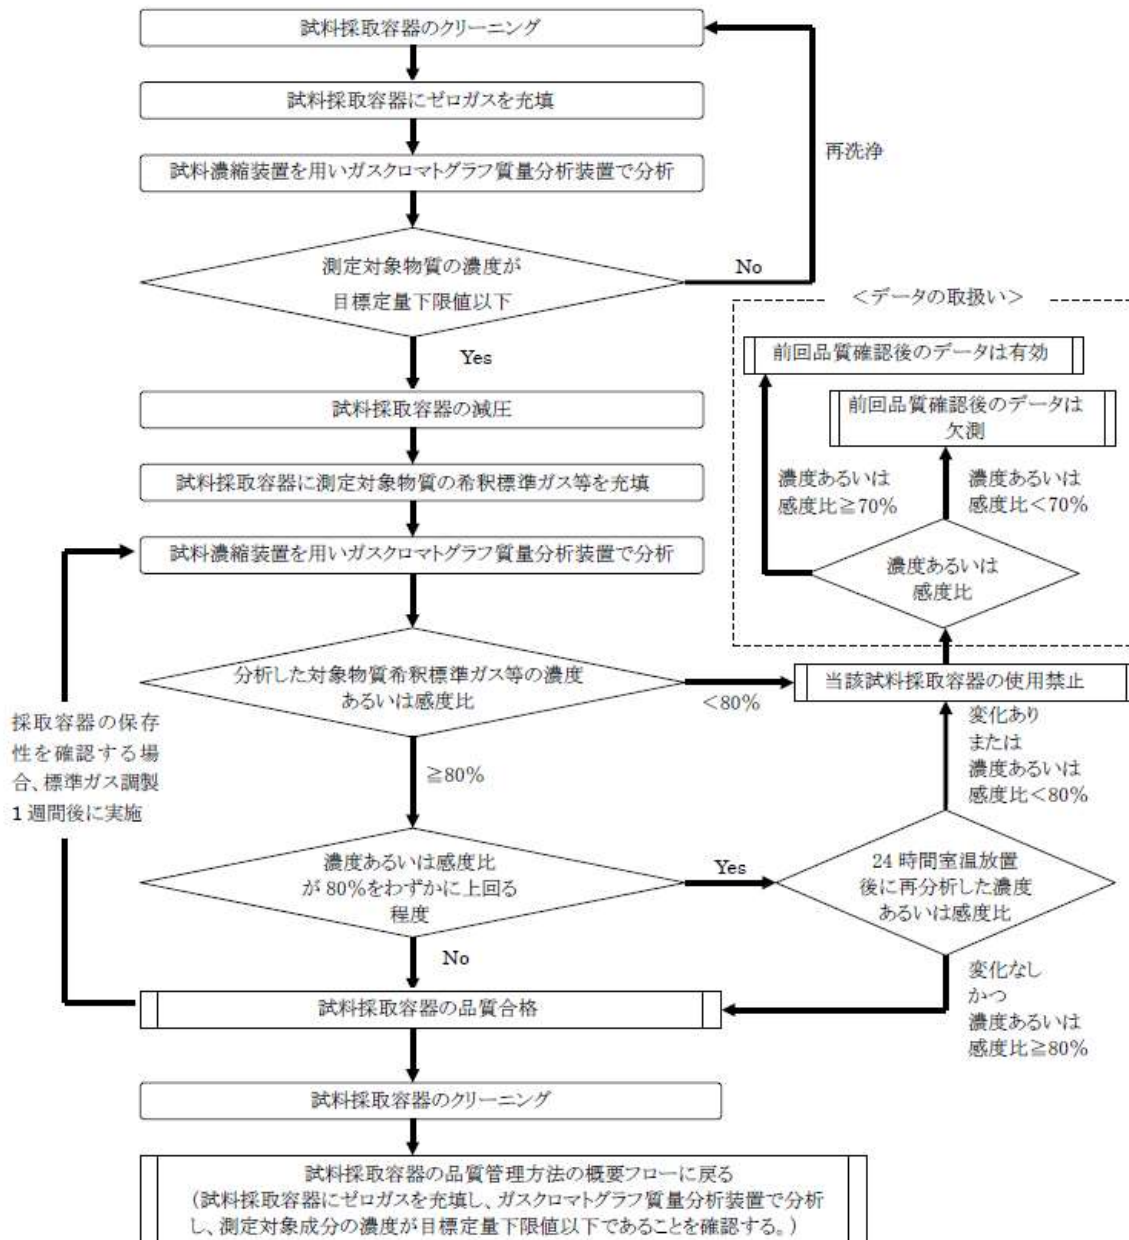 試料採取容器のクリーニング
試料採取容器にゼロガスを充填
試料濃縮装置を用いガスクロマトグラフ質量分析装置で分析
再洗浄
測定対象物質の濃度が
目標定量下限値以下
No
Yes
<データの取扱い>
前回品質確認後のデータは有効
前回品質確認後のデータは
欠測
濃度あるいは
感度比≧70%
濃度あるいは
感度比<70%
濃度あるいは
感度比
試料採取容器の減圧
試料採取容器に測定対象物質の希釈標準ガス等を充填
試料濃縮装置を用いガスクロマトグラフ質量分析装置で分析
分析した対象物質希釈標準ガス等の濃度
あるいは感度比
<80%
当該試料採取容器の使用禁止
≧80%
採取容器の保存
性を確認する場
合、標準ガス調製
1週間後に実施
変化あり
または
濃度あるいは
感度比<80%
濃度あるいは感度比
が80%をわずかに上回る
程度
Yes
24時間室温放置
後に再分析した濃度
あるいは感度比
No
変化なし
かつ
濃度あるいは
感度比≧80%
試料採取容器の品質合格
試料採取容器のクリーニング
試料採取容器の品質管理方法の概要フローに戻る
(試料採取容器にゼロガスを充填し、ガスクロマトグラフ質量分析装置で分析
し、測定対象成分の濃度が目標定量下限値以下であることを確認する。)